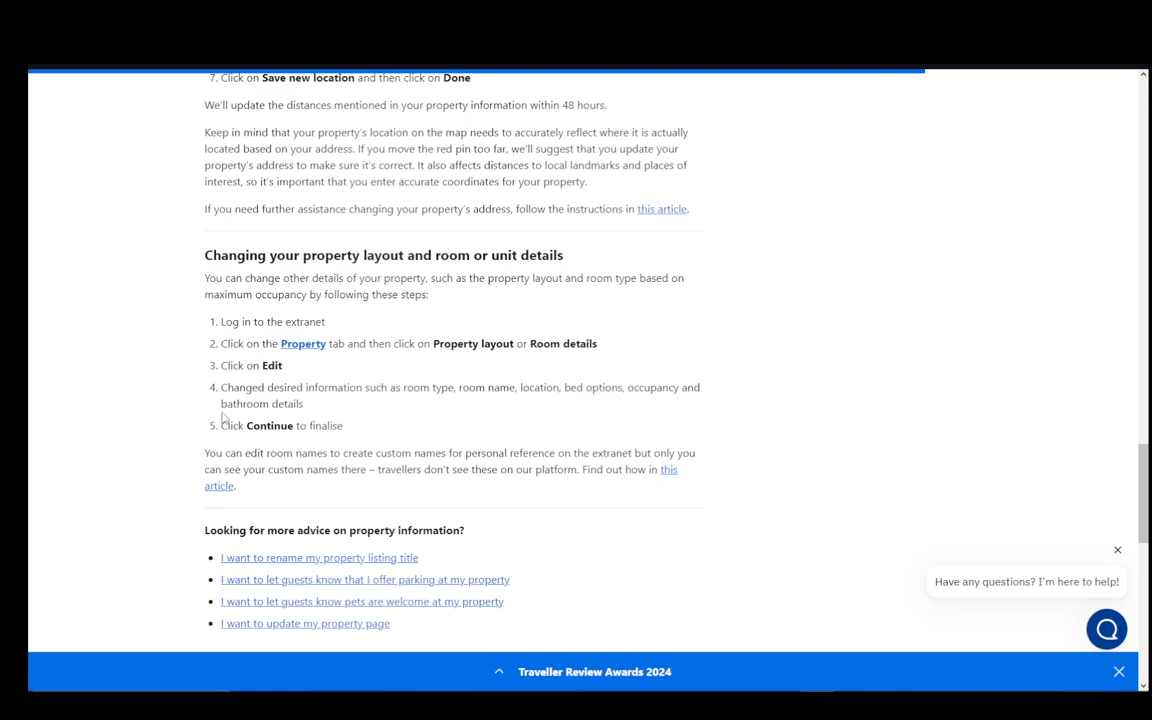 7. Click on Save new location and then click on Done
We'll update the distances mentioned in your property information within 48 hours.
Keep in mind that your property's location on the map needs to accurately reflect where it is actually
located based on your address. If you move the red pin too far, we'll suggest that you update your
property's address to make sure it's correct. It also affects distances to local landmarks and places of
interest, so it's important that you enter accurate coordinates for your property.
If you need further assistance changing your property's address, follow the instructions in this article.
Changing your property layout and room or unit details
You can change other details of your property, such as the property layout and room type based on
maximum occupancy by following these steps:
1. Log in to the extranet
2. Click on the Property tab and then click on Property layout or Room details
3. Click on Edit
4. Changed desired information such as room type, room name, location, bed options, occupancy and
bathroom details
5. Click Continue to finalise
You can edit room names to create custom names for personal reference on the extranet but only you
can see your custom names there – travellers don't see these on our platform. Find out how in this
article.
Looking for more advice on property information?
• I want to rename my property listing title
• I want to let guests know that I offer parking at my property
• I want to let guests know pets are welcome at my property
• I want to update my property page
Have any questions? I'm here to help!
Traveller Review Awards 2024